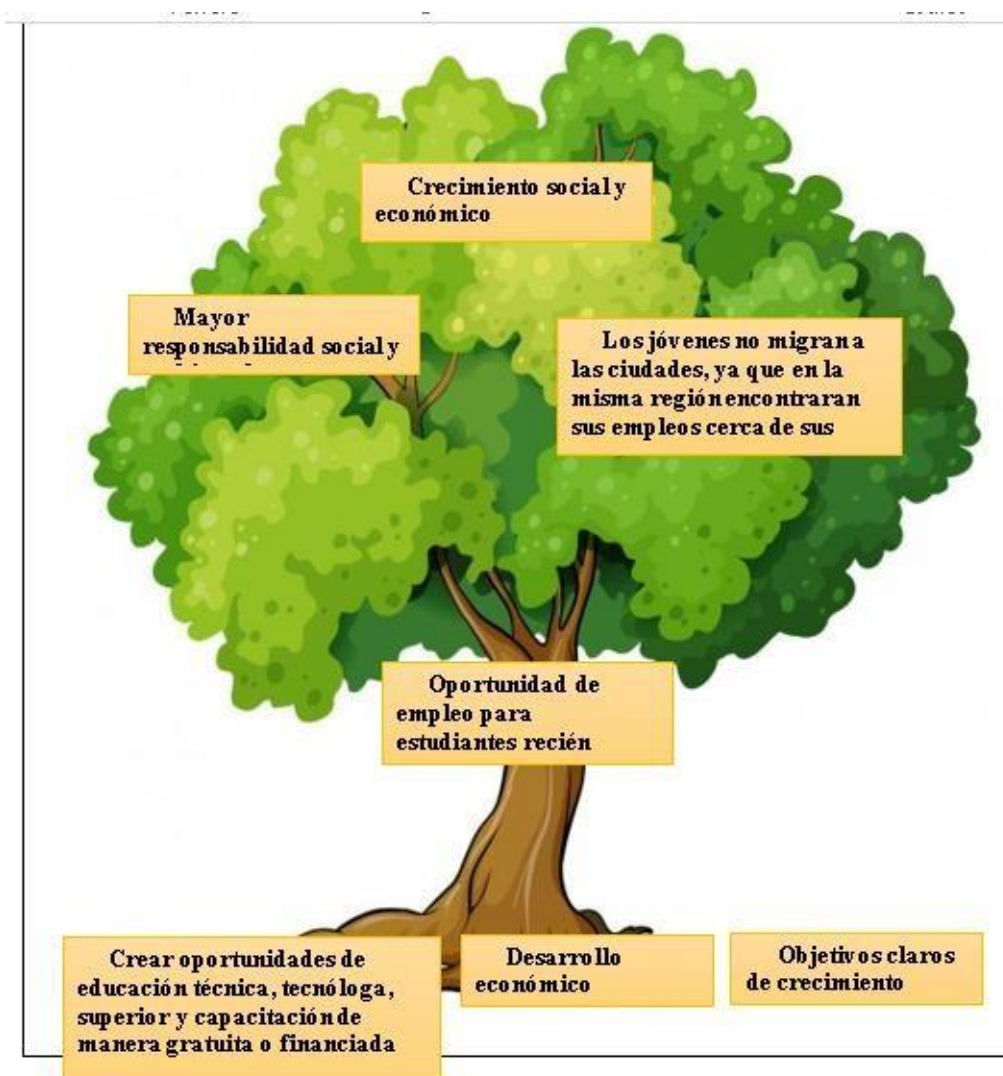 Crecimiento social y
económico
Mayor
responsabilidad social y
Los jóvenes no migran a
las ciudades, ya que en la
misma región encontraran
sus empleos cerca de sus
Oportunidad de
empleo para
estudiantes recién
Crear oportunidades de
educación técnica, tecnóloga,
superior y capacitación de
manera gratuita o financiada
Desarrollo
económico
Objetivos claros
de crecimiento